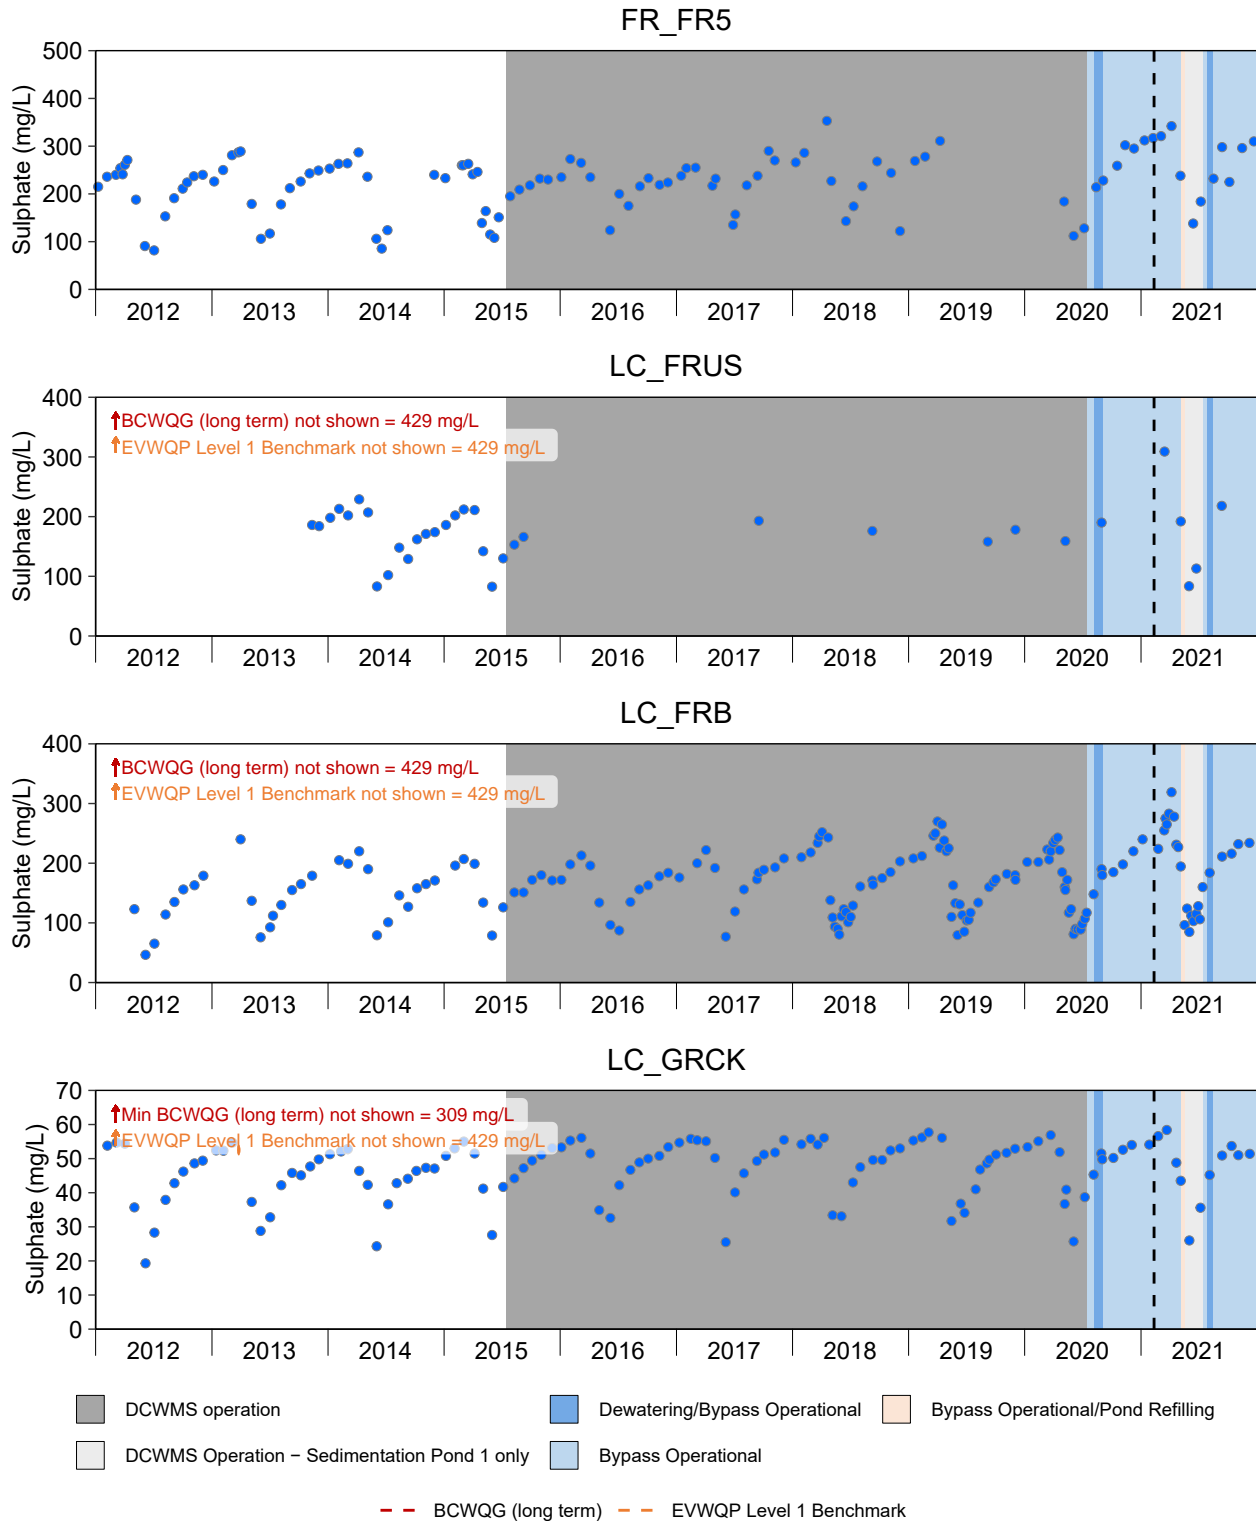 FR_FR5
Sulphate (mg/L)
500
400
300
200
100
0
2012 2013 2014 2015 2016 2017 2018 2019 2020 2021
LC_FRUS
Sulphate (mg/L)
400
300
200
100
0
BCWQG (long term) not shown = 429 mg/L
EVWQP Level 1 Benchmark not shown = 429 mg/L
2012 2013 2014 2015 2016 2017 2018 2019 2020 2021
LC_FRB
Sulphate (mg/L)
400
300
200
100
0
BCWQG (long term) not shown = 429 mg/L
EVWQP Level 1 Benchmark not shown = 429 mg/L
2012 2013 2014 2015 2016 2017 2018 2019 2020 2021
LC_GRCK
Sulphate (mg/L)
70
60
50
40
30
20
10
0
Min BCWQG (long term) not shown = 309 mg/L
EVWQP Level 1 Benchmark not shown = 429 mg/L
2012 2013 2014 2015 2016 2017 2018 2019 2020 2021
DCWMS operation
Dewatering/Bypass Operational
Bypass Operational/Pond Refilling
DCWMS Operation − Sedimentation Pond 1 only
Bypass Operational
BCWQG (long term)
EVWQP Level 1 Benchmark